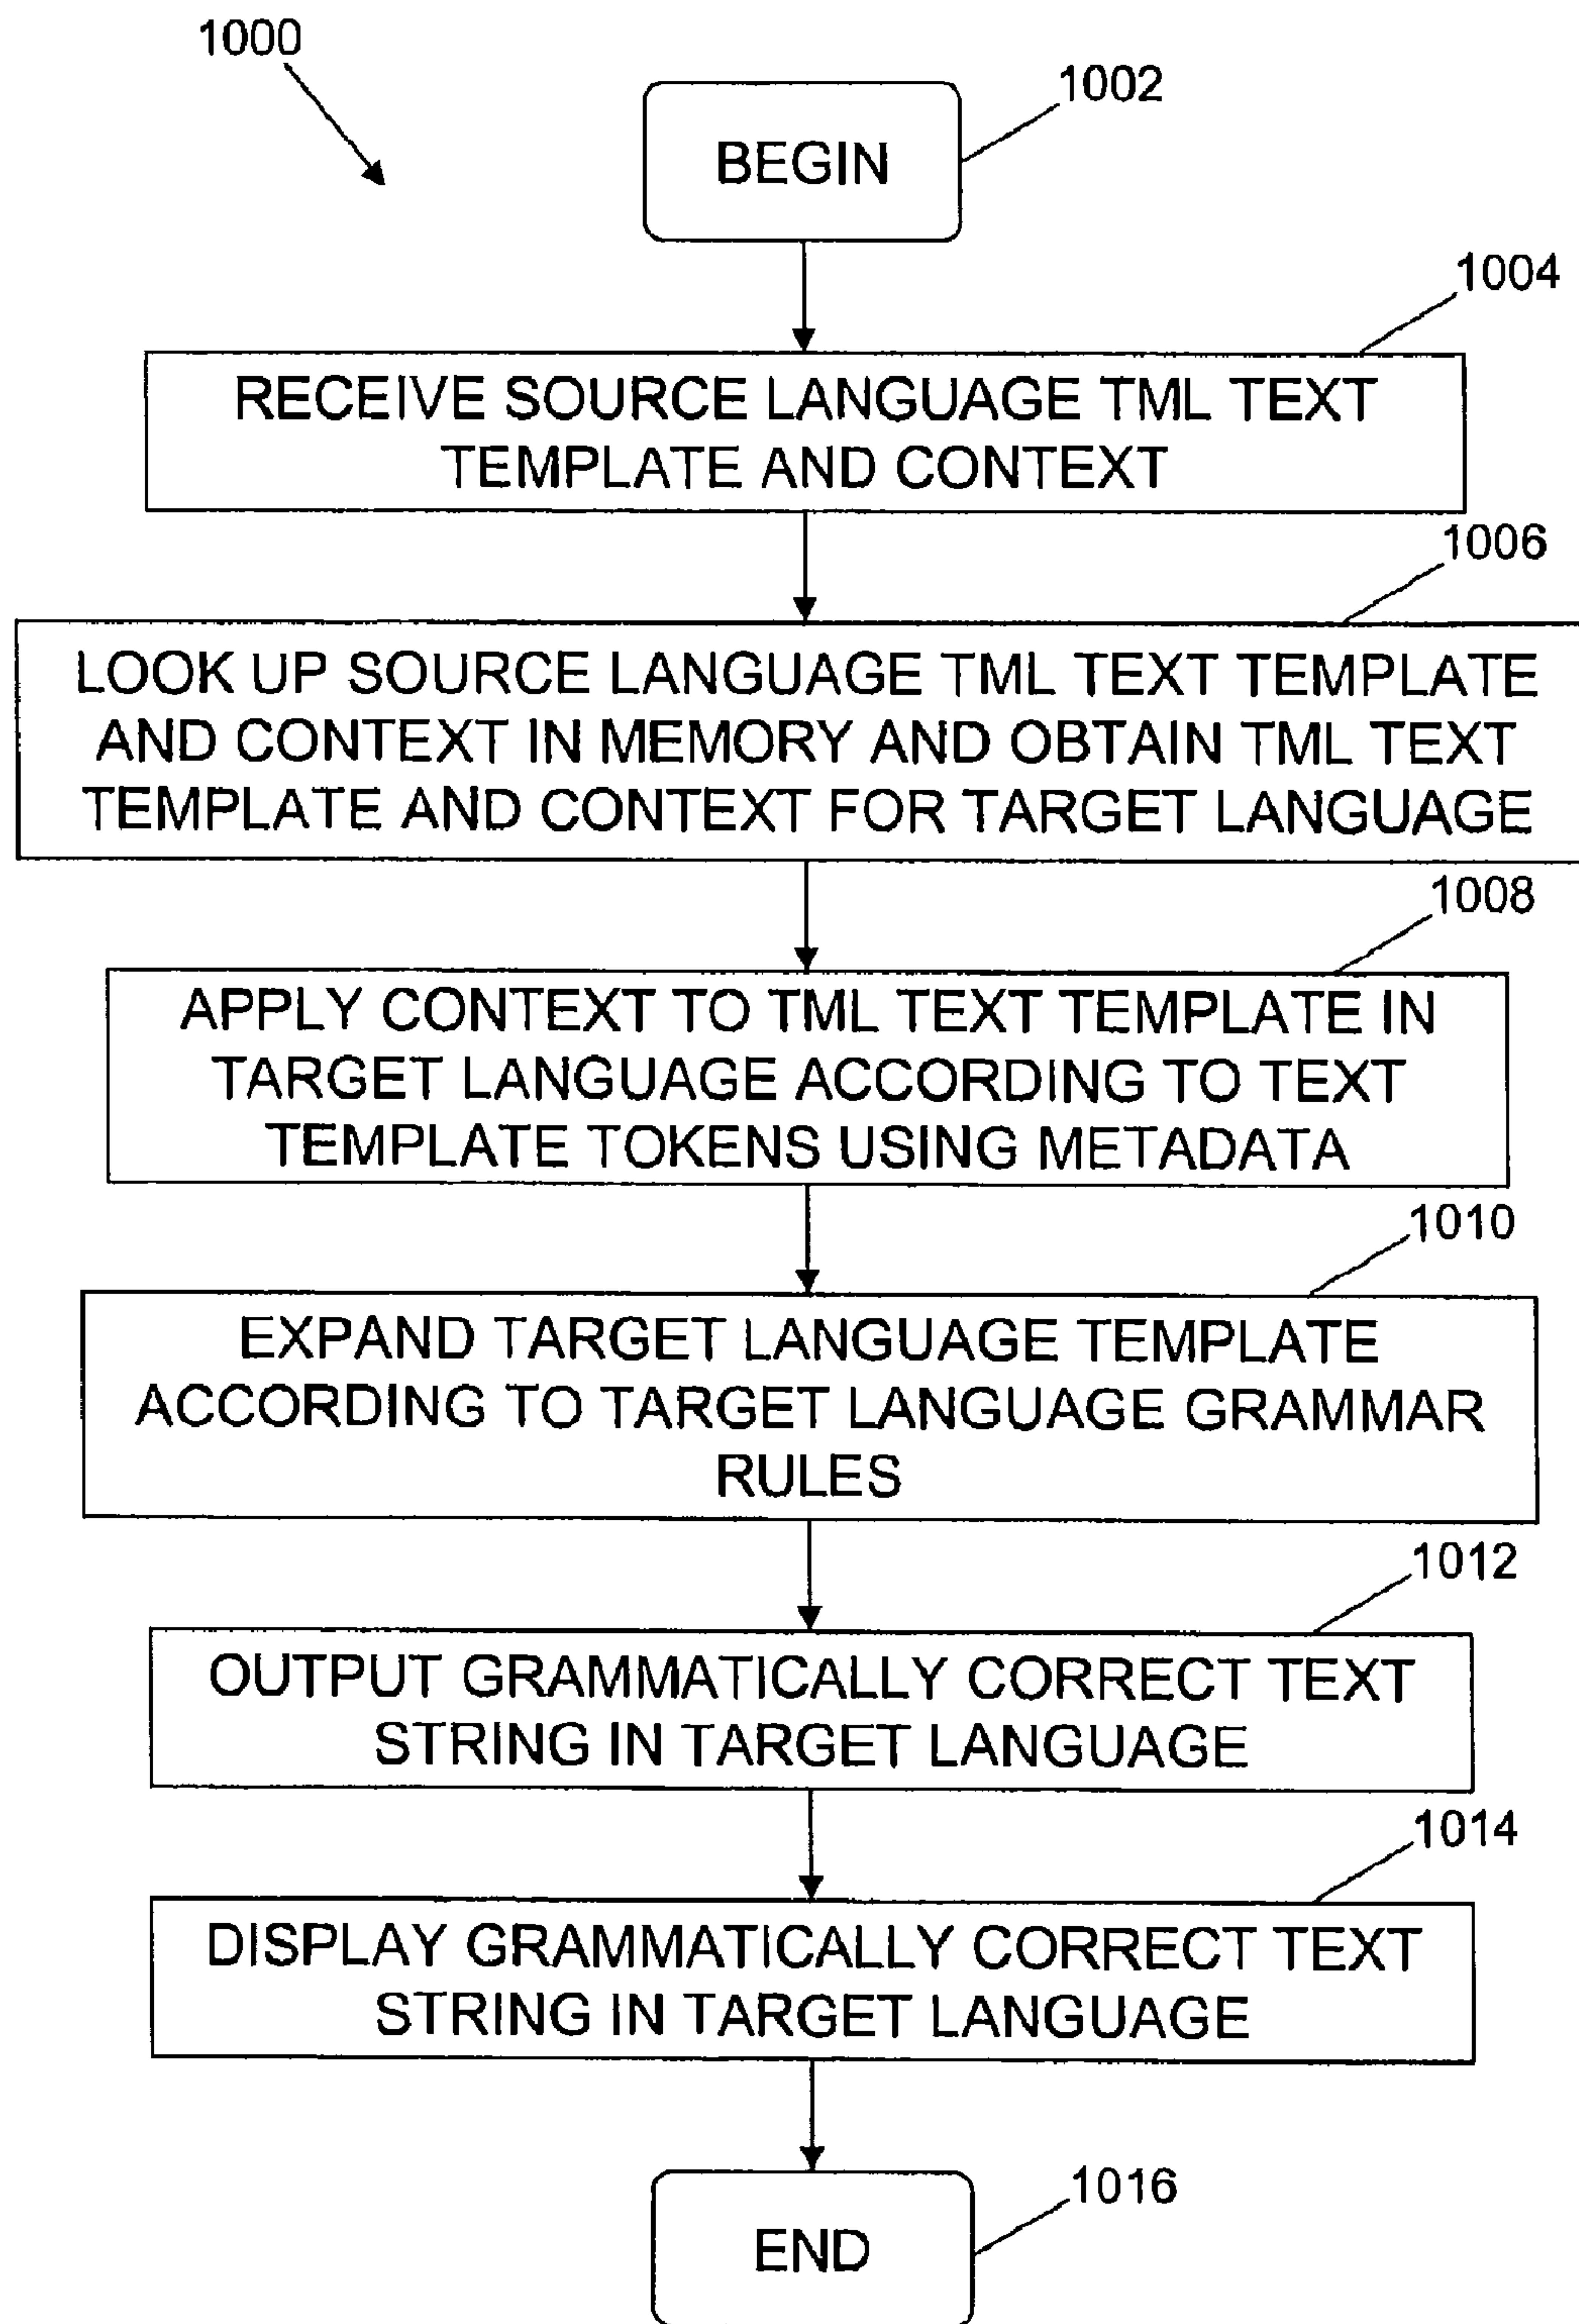 1000
1002
BEGIN
1004
RECEIVE SOURCE LANGUAGE TML TEXT
TEMPLATE AND CONTEXT
1006
LOOK UP SOURCE LANGUAGE TML TEXT TEMPLATE
AND CONTEXT IN MEMORY AND OBTAIN TML TEXT
TEMPLATE AND CONTEXT FOR TARGET LANGUAGE
1008
APPLY CONTEXT TO TML TEXT TEMPLATE IN
TARGET LANGUAGE ACCORDING TO TEXT
TEMPLATE TOKENS USING METADATA
1010
EXPAND TARGET LANGUAGE TEMPLATE
ACCORDING TO TARGET LANGUAGE GRAMMAR
RULES
1012
OUTPUT GRAMMATICALLY CORRECT TEXT
STRING IN TARGET LANGUAGE
1014
DISPLAY GRAMMATICALLY CORRECT TEXT
STRING IN TARGET LANGUAGE
1016
END